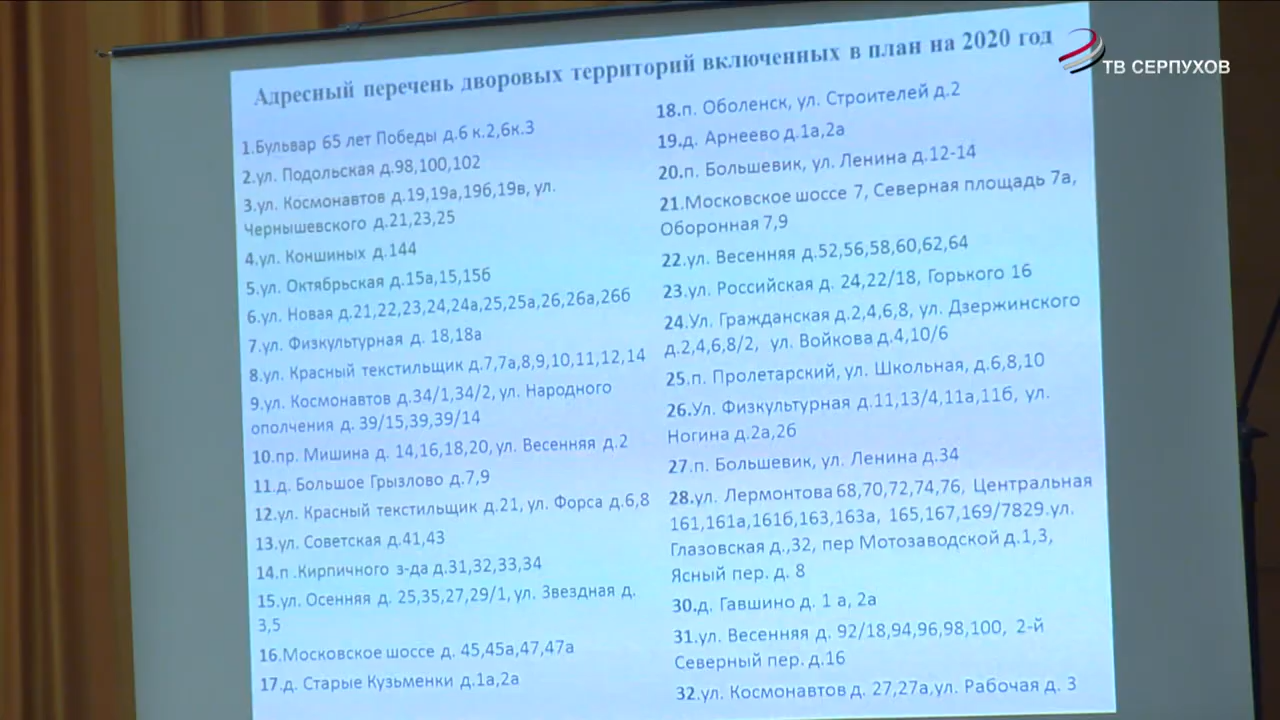 Адресный перечень дворовых территорий включенных в план на 2020 год
ТВ СЕРПУХОВ
1.Бульвар 65 лет Победы д.6 к.2,6к.3
2.ул. Подольская д.98,100,102
3.ул. Космонавтов д.19,19а,19б,19в, ул.
Чернышевского д.21,23,25
4.ул. Коншиных д.144
5.ул. Октябрьская д.15а,15,15б
6.ул. Новая д.21,22,23,24,24а,25,25а,26,26а,26б
7.ул. Физкультурная д. 18,18а
8.ул. Красный текстильщик д.7,7а,8,9,10,11,12,14
9.ул. Космонавтов д.34/1,34/2, ул. Народного
ополчения д. 39/15,39,39/14
10.пр. Мишина д. 14,16,18,20, ул. Весенняя д.2
11.д. Большое Грызлово д.7,9
12.ул. Красный текстильщик д.21, ул. Форса д.6,8
13.ул. Советская д.41,43
14.п .Кирпичного з-да д.31,32,33,34
15.ул. Осенняя д. 25,35,27,29/1, ул. Звездная д.
3,5
16.Московское шоссе д. 45,45а,47,47а
17.д. Старые Кузьменки д.1а,2а
18.п. Оболенск, ул. Строителей д.2
19.д. Арнеево д.1а,2а
20.п. Большевик, ул. Ленина д.12-14
21.Московское шоссе 7, Северная площадь 7а,
Оборонная 7,9
22.ул. Весенняя д.52,56,58,60,62,64
23.ул. Российская д. 24,22/18, Горького 16
24.Ул. Гражданская д.2,4,6,8, ул. Дзержинского
д.2,4,6,8/2, ул. Войкова д.4,10/6
25.п. Пролетарский, ул. Школьная, д.6,8,10
26.Ул. Физкультурная д.11,13/4,11а,11б, ул.
Ногина д.2а,2б
27.п. Большевик, ул. Ленина д.34
28.ул. Лермонтова 68,70,72,74,76, Центральная
161,161а,161б,163,163а, 165,167,169/7829.ул.
Глазовская д.,32, пер Мотозаводской д.1,3,
Ясный пер. д. 8
30.д. Гавшино д. 1 а, 2а
31.ул. Весенняя д. 92/18,94,96,98,100, 2-й
Северный пер. д.16
32.ул. Космонавтов д. 27,27а,ул. Рабочая д. 3